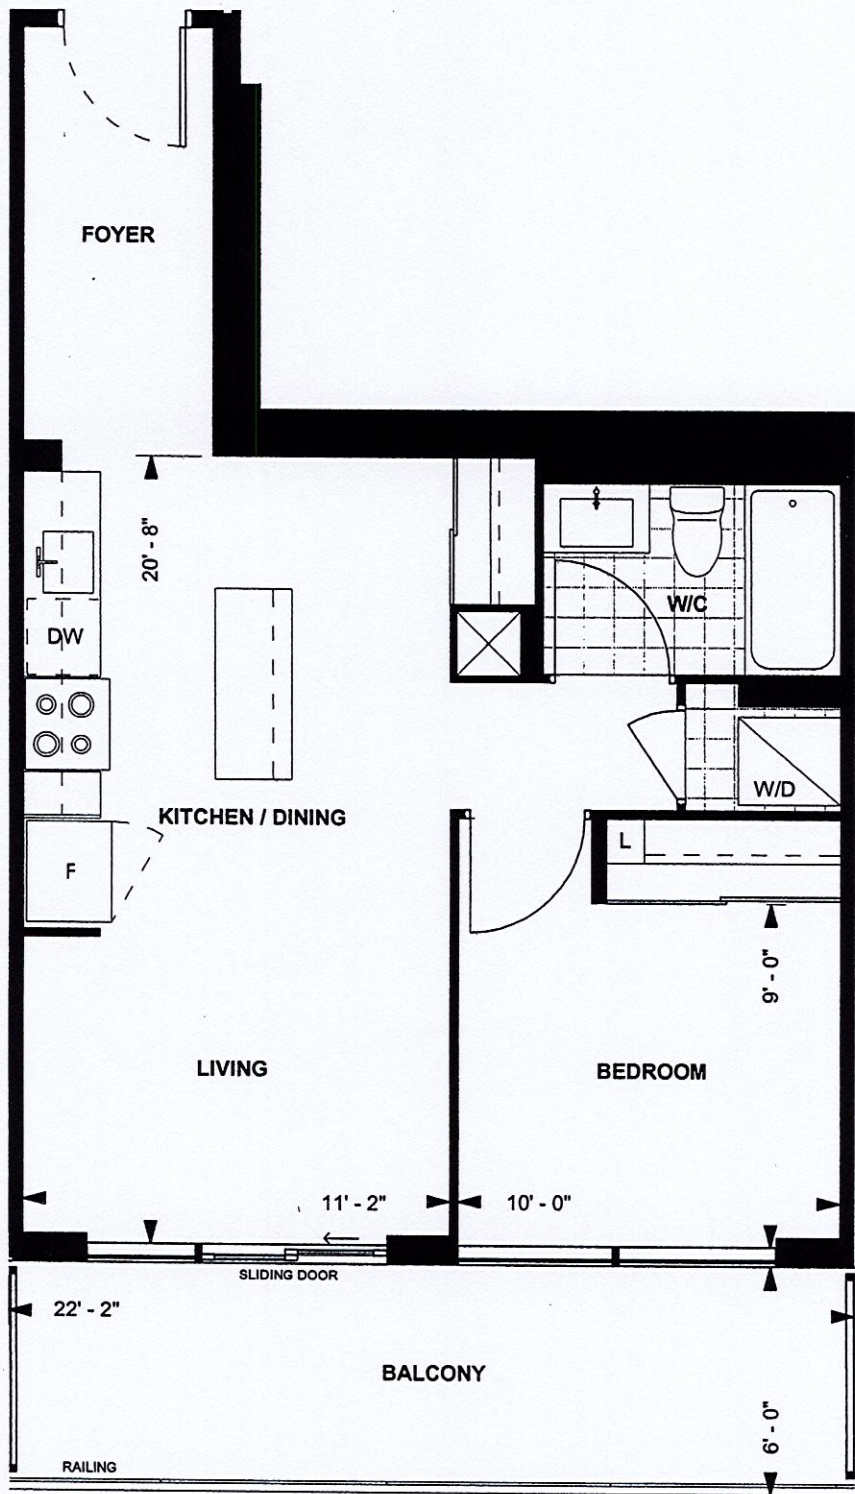 FOYER
20' - 8"
DW
W/C
W/D
KITCHEN / DINING
L
F
9' - 0"
LIVING
BEDROOM
11' - 2"
10' - 0"
SLIDING DOOR
22' - 2"
BALCONY
6' - 0"
RAILING